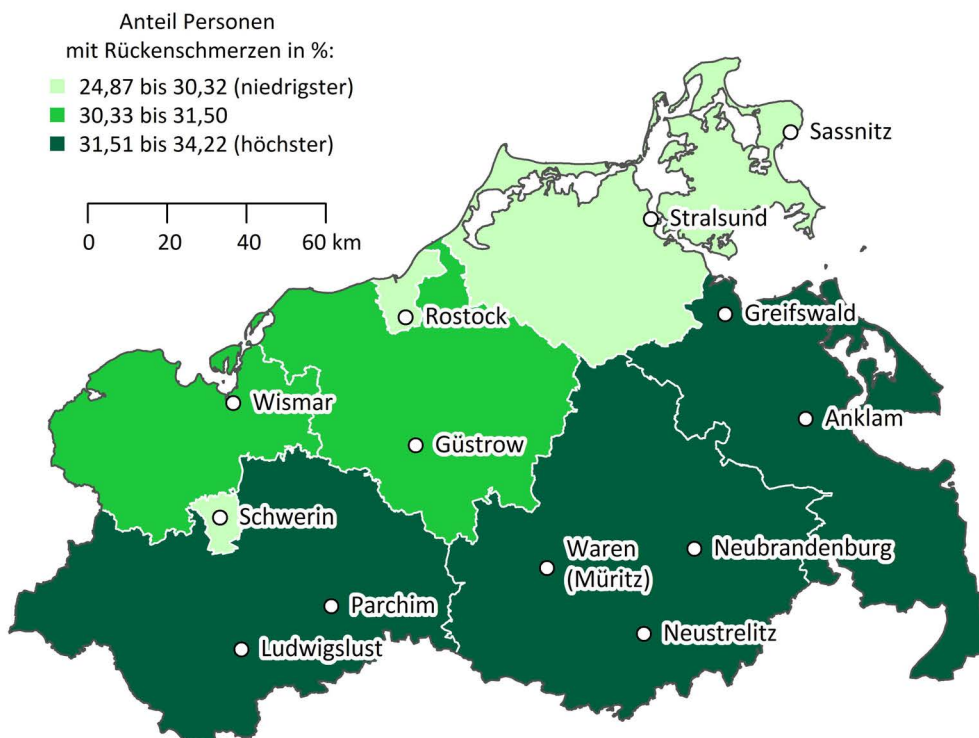 Anteil Personen
mit Rückenschmerzen in %:
24,87 bis 30,32 (niedrigster)
30,33 bis 31,50
31,51 bis 34,22 (höchster)
0 20 40 60 km
Sassnitz
Stralsund
Rostock
Greifswald
Wismar
Anklam
Güstrow
Schwerin
Waren
(Müritz)
Neubrandenburg
Parchim
Neustrelitz
Ludwigslust